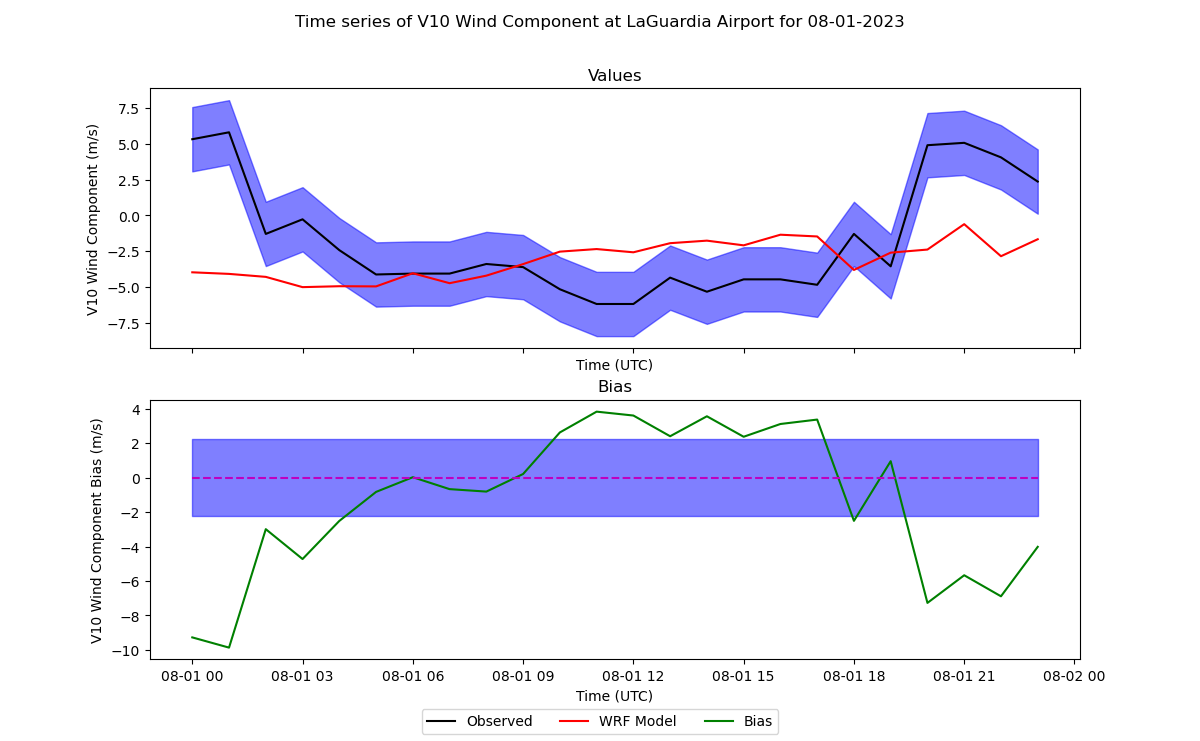 Time series of V10 Wind Component at LaGuardia Airport for 08-01-2023
Values
V10 Wind Component (m/s)
7.5
5.0
2.5
0.0
−2.5
−5.0
−7.5
Time (UTC)
Bias
V10 Wind Component Bias (m/s)
4
2
0
−2
−4
−6
−8
−10
08-01 00 08-01 03 08-01 06 08-01 09 08-01 12 08-01 15 08-01 18 08-01 21 08-02 00
Time (UTC)
Observed WRF Model Bias